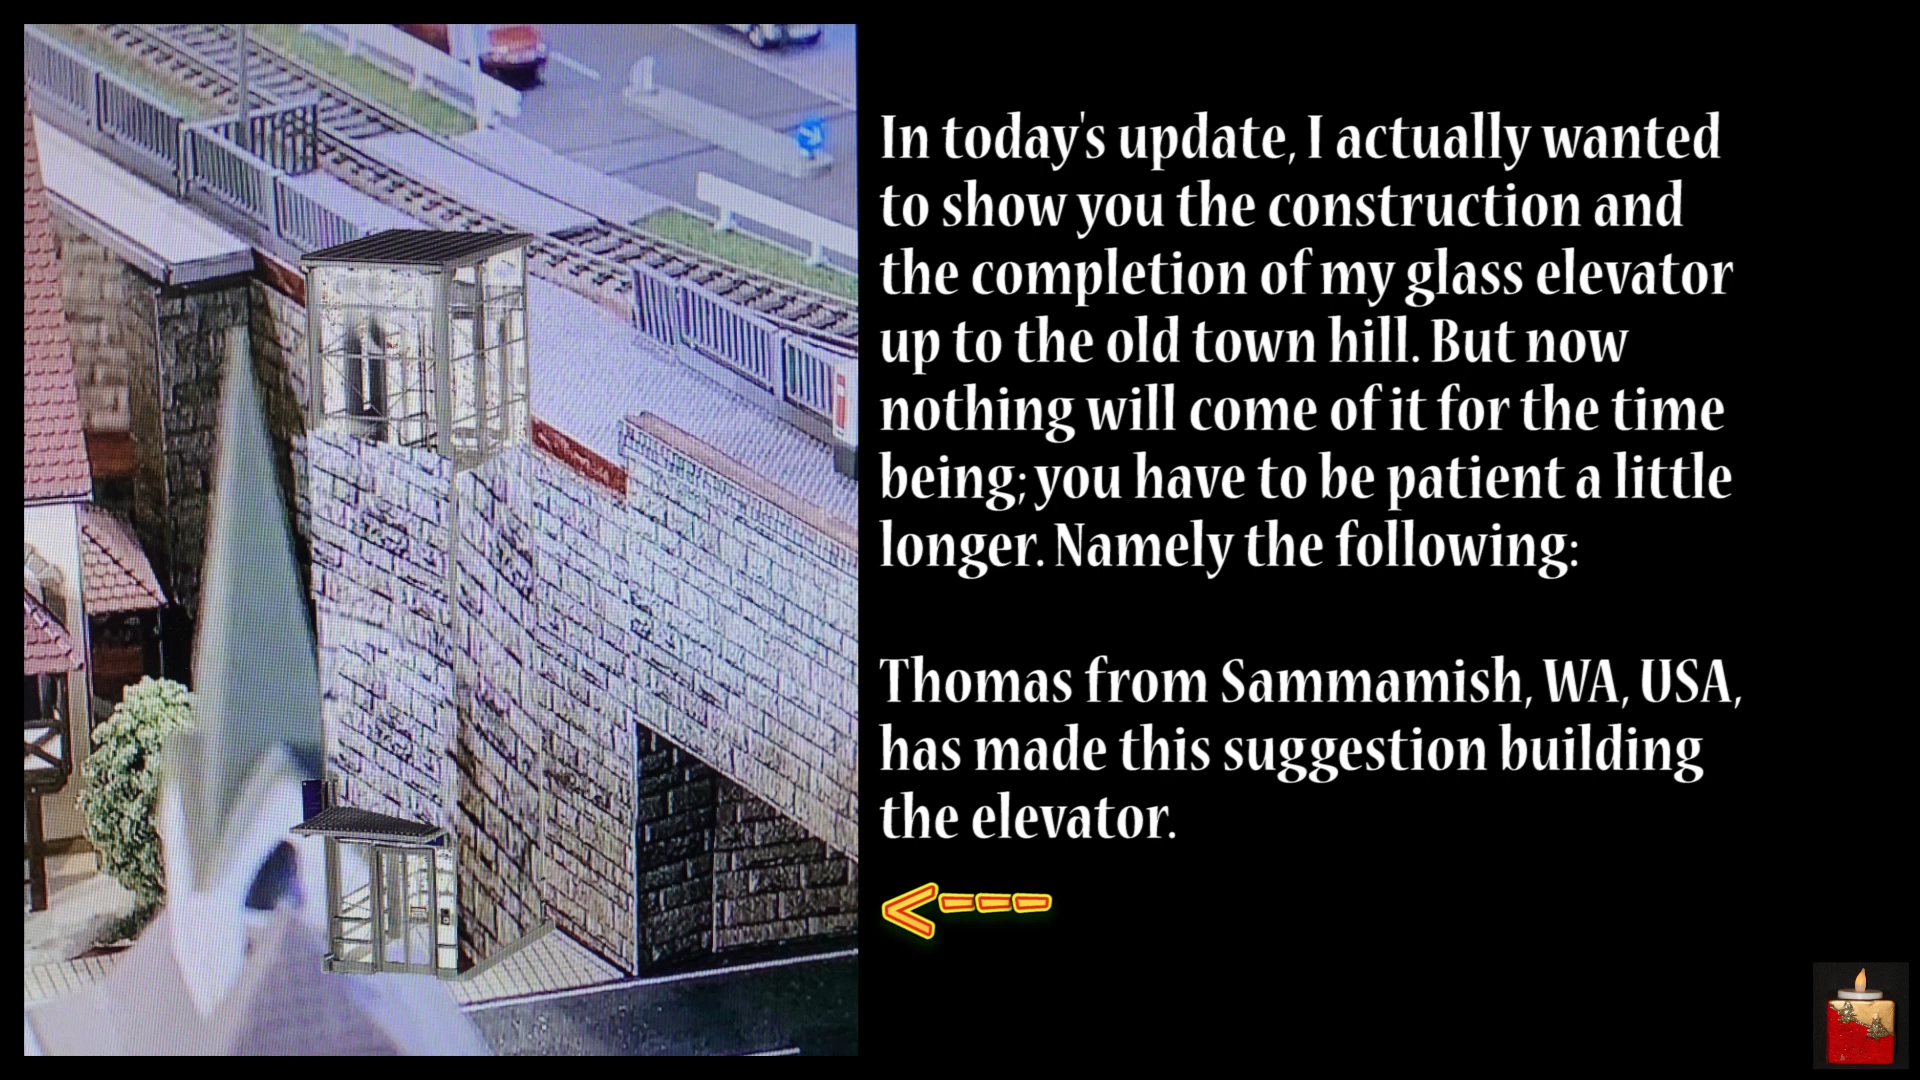 In today's update, I actually wanted
to show you the construction and
the completion of my glass elevator
up to the old town hill. But now
nothing will come of it for the time
being; you have to be patient a little
longer. Namely the following:
Thomas from Sammamish, WA, USA,
has made this suggestion building
the elevator.
<---